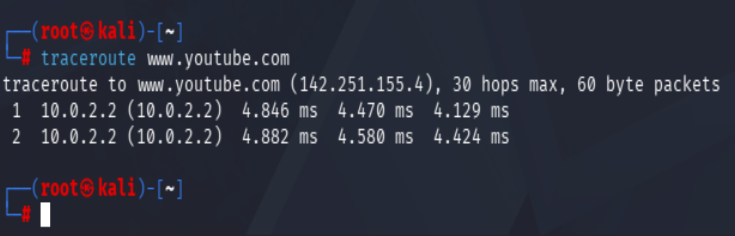 ┌──(root㉿kali)-[~]
└─# traceroute www.youtube.com
traceroute to www.youtube.com (142.251.155.4), 30 hops max, 60 byte packets
 1  10.0.2.2 (10.0.2.2)  4.846 ms  4.470 ms  4.129 ms
 2  10.0.2.2 (10.0.2.2)  4.882 ms  4.580 ms  4.424 ms

┌──(root㉿kali)-[~]
└─#